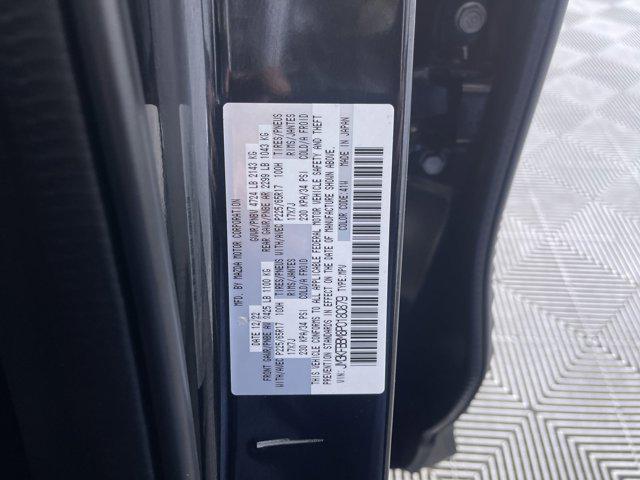 MFD. BY MAZDA MOTOR CORPORATION
DATE 12/22 GVWR/PNBV 4724 LB 2143 KG
FRONT GAWR/PNBE AV 2425 LB 1100 KG REAR GAWR/PNBE AR 2299 LB 1043 KG
WITH/AVEC P225/65R17 100H TIRES/PNEUS WITH/AVEC P225/65R17 100H TIRES/PNEUS
17X7J RIMS/JANTES 17X7J RIMS/JANTES
230 KPA/34 PSI COLD/A FROID 230 KPA/34 PSI COLD/A FROID
THIS VEHICLE CONFORMS TO ALL APPLICABLE FEDERAL MOTOR VEHICLE SAFETY AND THEFT
PREVENTION STANDARDS IN EFFECT ON THE DATE OF MANUFACTURE SHOWN ABOVE.
TYPE:MPV COLOR CODE:41W MADE IN JAPAN
VIN: JM3KFBBM8P0180879